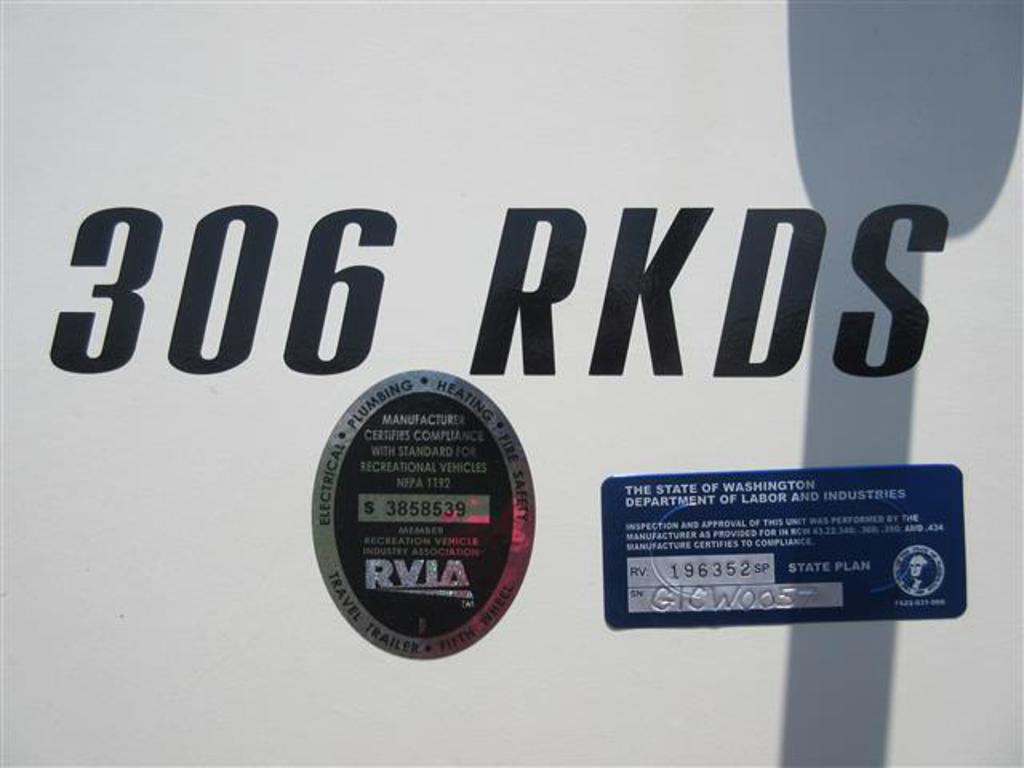 306 RKDS
ELECTRICAL • PLUMBING • HEATING • FIRE SAFETY
MANUFACTURER
CERTIFIES COMPLIANCE
WITH STANDARD FOR
RECREATIONAL VEHICLES
NFPA 1192
S 3858539
MEMBER
RECREATION VEHICLE
INDUSTRY ASSOCIATION
RVIA
TM
TRAVEL TRAILER • FIFTH WHEEL
THE STATE OF WASHINGTON
DEPARTMENT OF LABOR AND INDUSTRIES
INSPECTION AND APPROVAL OF THIS UNIT WAS PERFORMED BY THE
MANUFACTURER AS PROVIDED FOR IN RCW 43.22.340, .360, .390, AND .434
MANUFACTURE CERTIFIES TO COMPLIANCE.
RV: 196352 SP STATE PLAN
SN